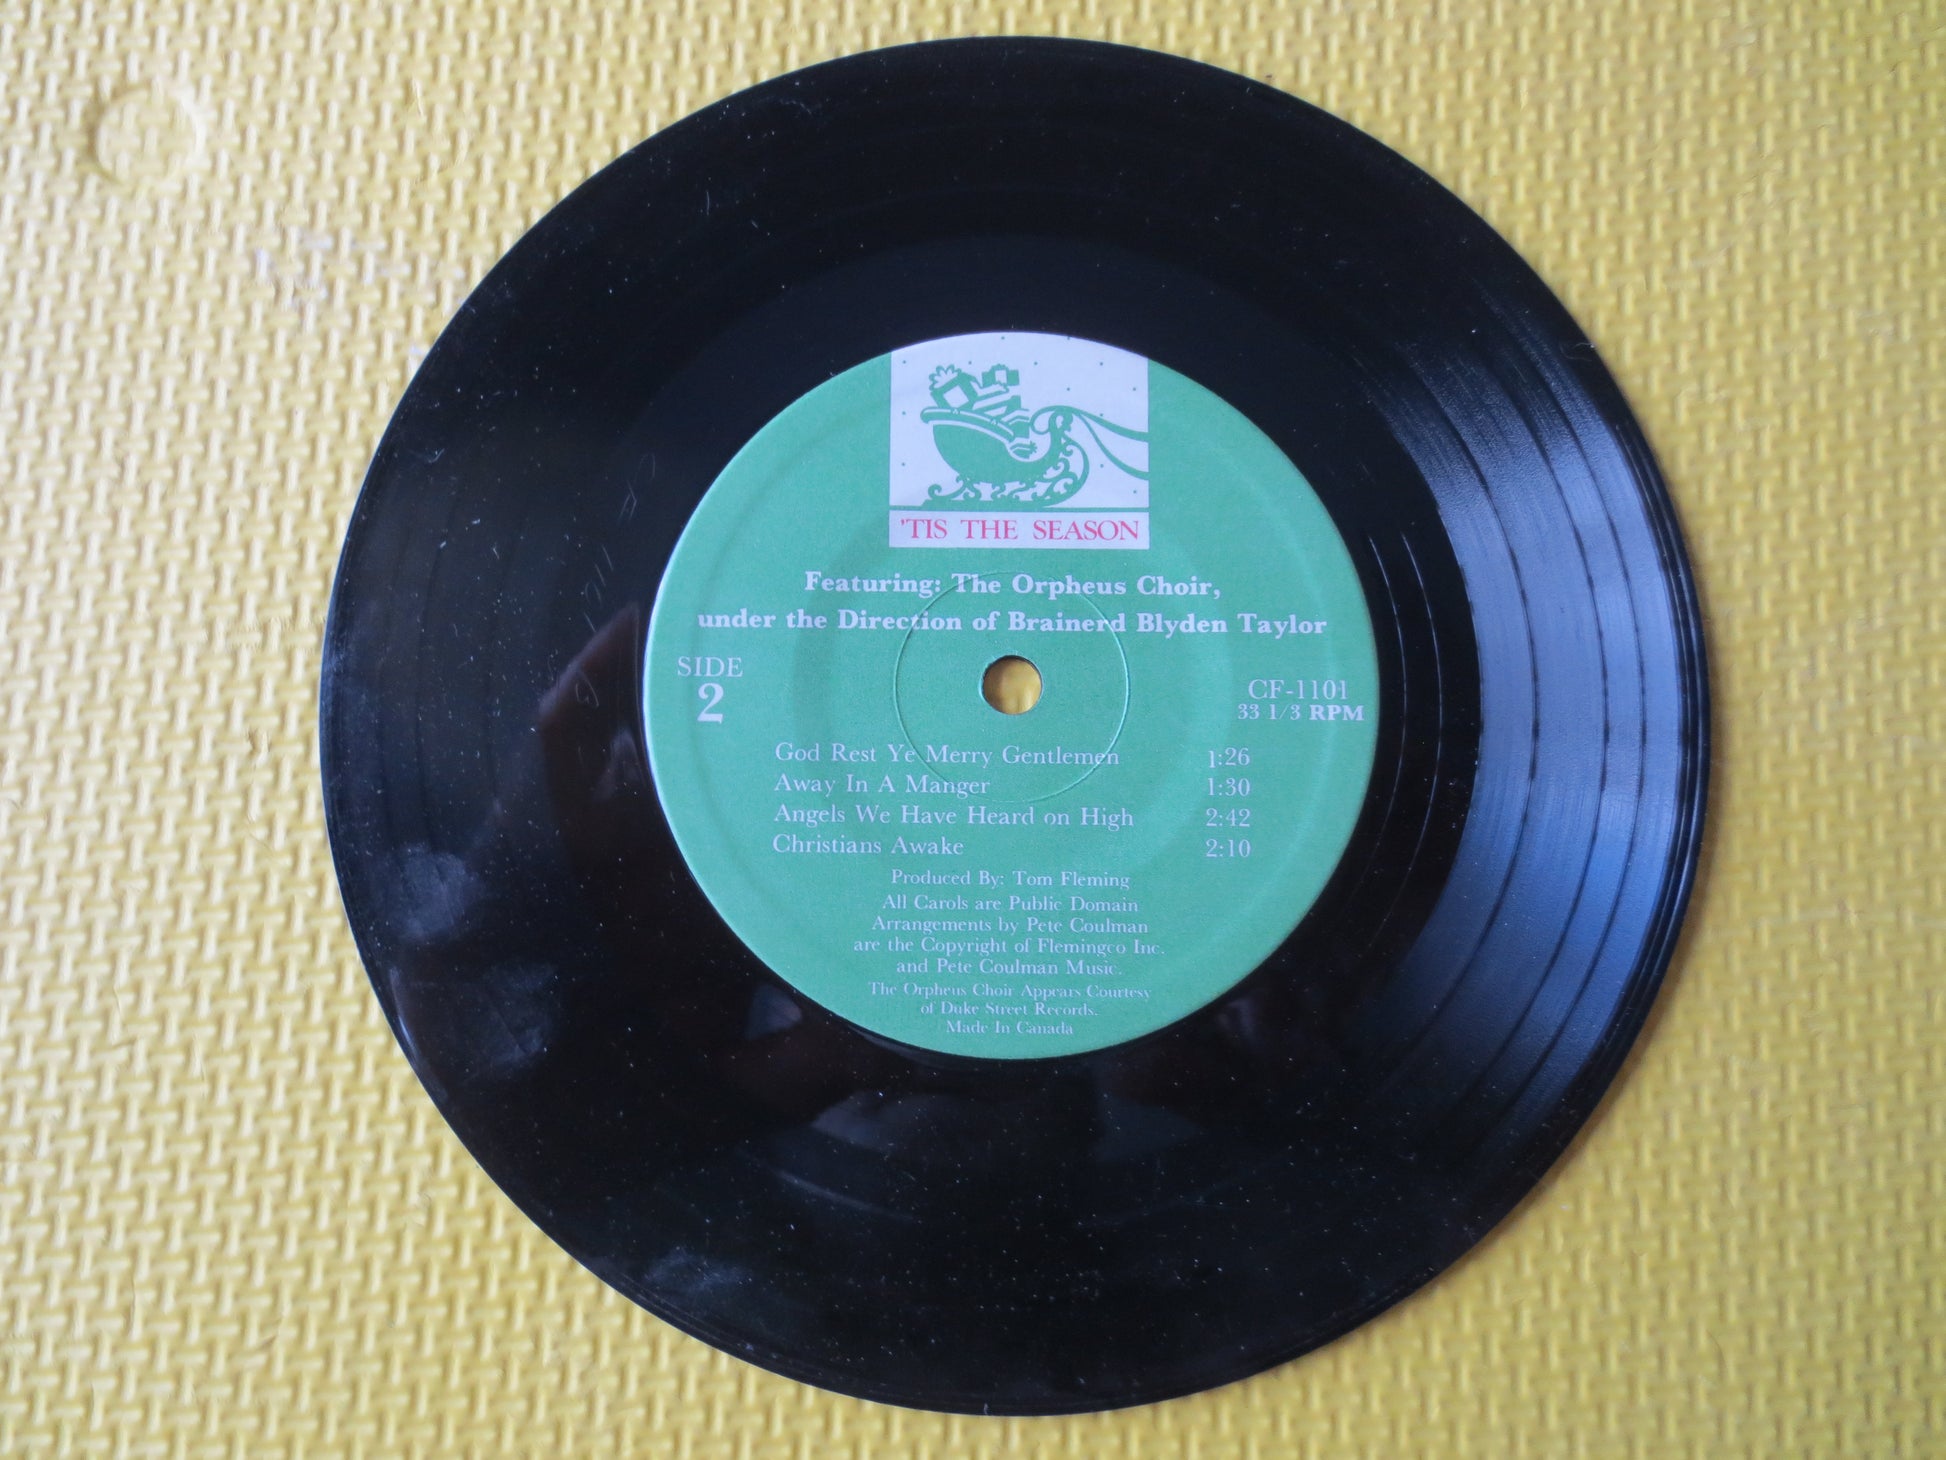 'TIS THE SEASON
Featuring: The Orpheus Choir,
under the Direction of Brainerd Blyden Taylor
SIDE
2
CF-1101
33 1/3 RPM
God Rest Ye Merry Gentlemen 1:26
Away In A Manger 1:30
Angels We Have Heard on High 2:42
Christians Awake 2:10
Produced By: Tom Fleming
All Carols are Public Domain
Arrangements by Pete Coulman
are the Copyright of Flemingco Inc.
and Pete Coulman Music.
The Orpheus Choir Appears Courtesy
of Duke Street Records.
Made In Canada